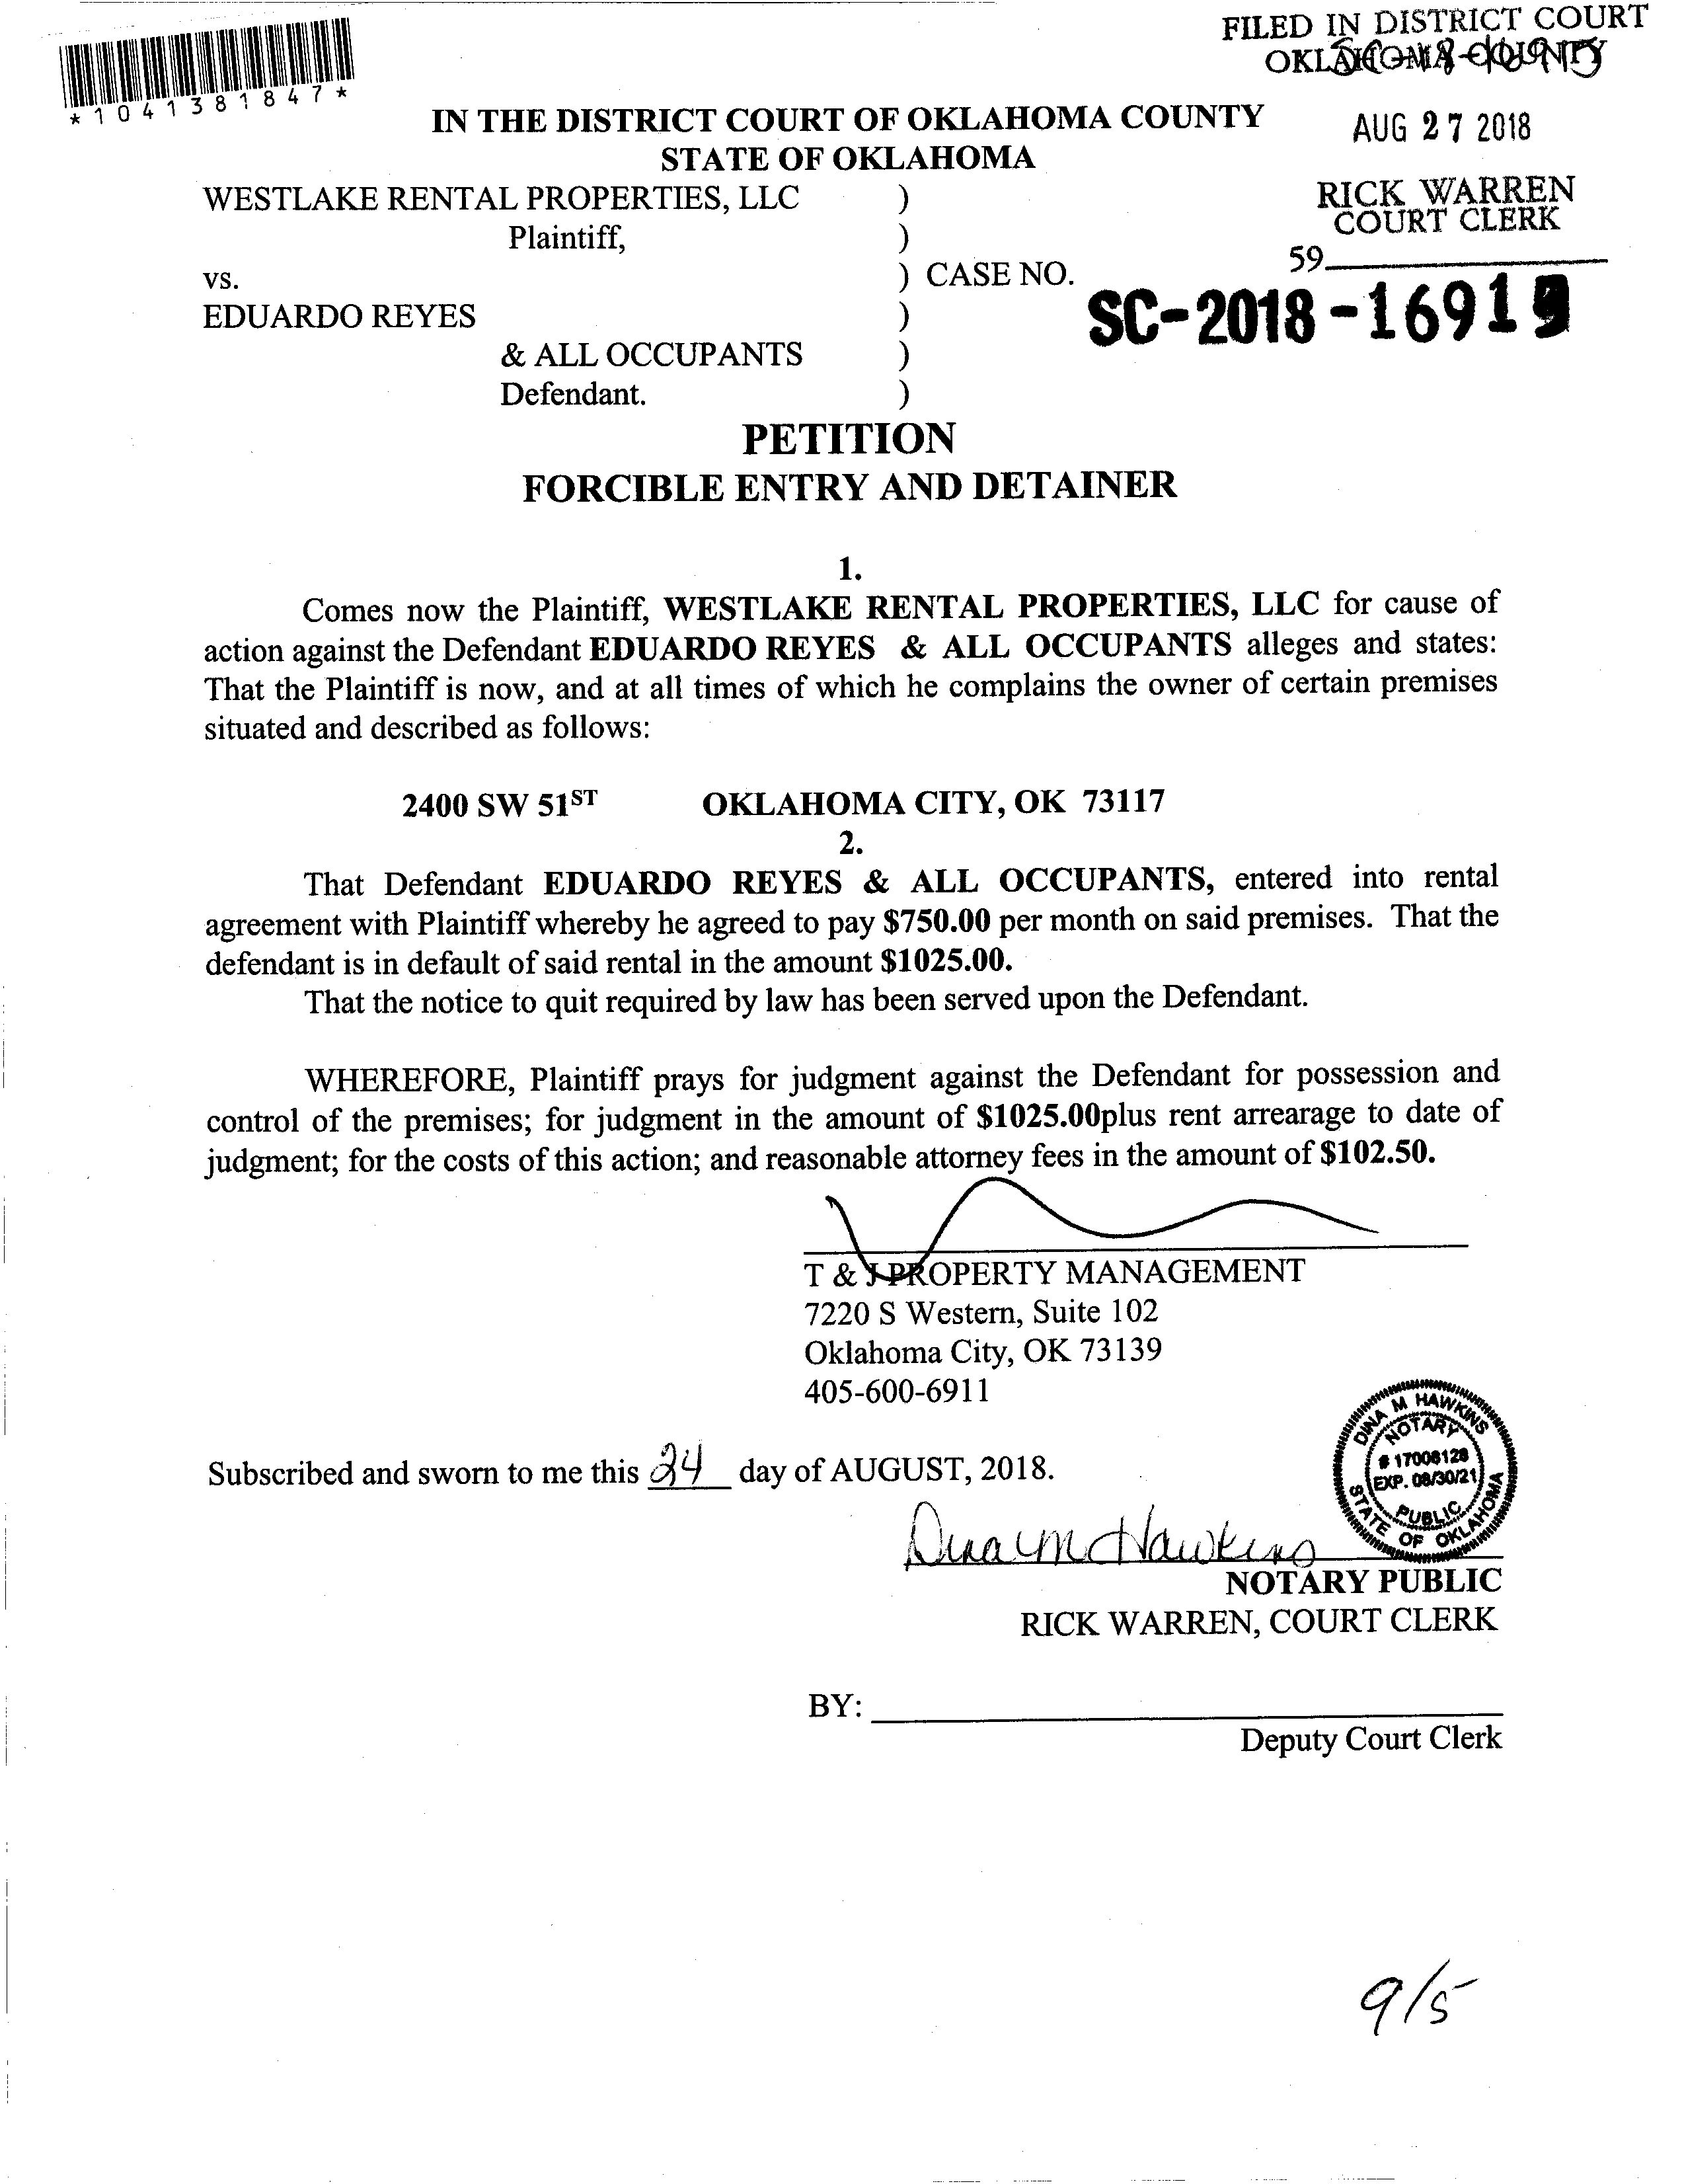 *1041381847*
FILED IN DISTRICT COURT
OKLAHOMA COUNTY
IN THE DISTRICT COURT OF OKLAHOMA COUNTY
AUG 27 2018
STATE OF OKLAHOMA
WESTLAKE RENTAL PROPERTIES, LLC )
RICK WARREN
COURT CLERK
Plaintiff, )
59
vs. ) CASE NO.
SC-2018-16919
EDUARDO REYES )
& ALL OCCUPANTS )
Defendant. )
PETITION
FORCIBLE ENTRY AND DETAINER
1.
Comes now the Plaintiff, WESTLAKE RENTAL PROPERTIES, LLC for cause of
action against the Defendant EDUARDO REYES & ALL OCCUPANTS alleges and states:
That the Plaintiff is now, and at all times of which he complains the owner of certain premises
situated and described as follows:
2400 SW 51ST OKLAHOMA CITY, OK 73117
2.
That Defendant EDUARDO REYES & ALL OCCUPANTS, entered into rental
agreement with Plaintiff whereby he agreed to pay $750.00 per month on said premises. That the
defendant is in default of said rental in the amount $1025.00.
That the notice to quit required by law has been served upon the Defendant.
WHEREFORE, Plaintiff prays for judgment against the Defendant for possession and
control of the premises; for judgment in the amount of $1025.00plus rent arrearage to date of
judgment; for the costs of this action; and reasonable attorney fees in the amount of $102.50.
T & J PROPERTY MANAGEMENT
7220 S Western, Suite 102
Oklahoma City, OK 73139
405-600-6911
DINA M HAWKINS
NOTARY
# 17008128
EXP. 08/30/21
PUBLIC
STATE OF OKLAHOMA
Subscribed and sworn to me this 24 day of AUGUST, 2018.
Dina M Hawkins
NOTARY PUBLIC
RICK WARREN, COURT CLERK
BY:
Deputy Court Clerk
9/5